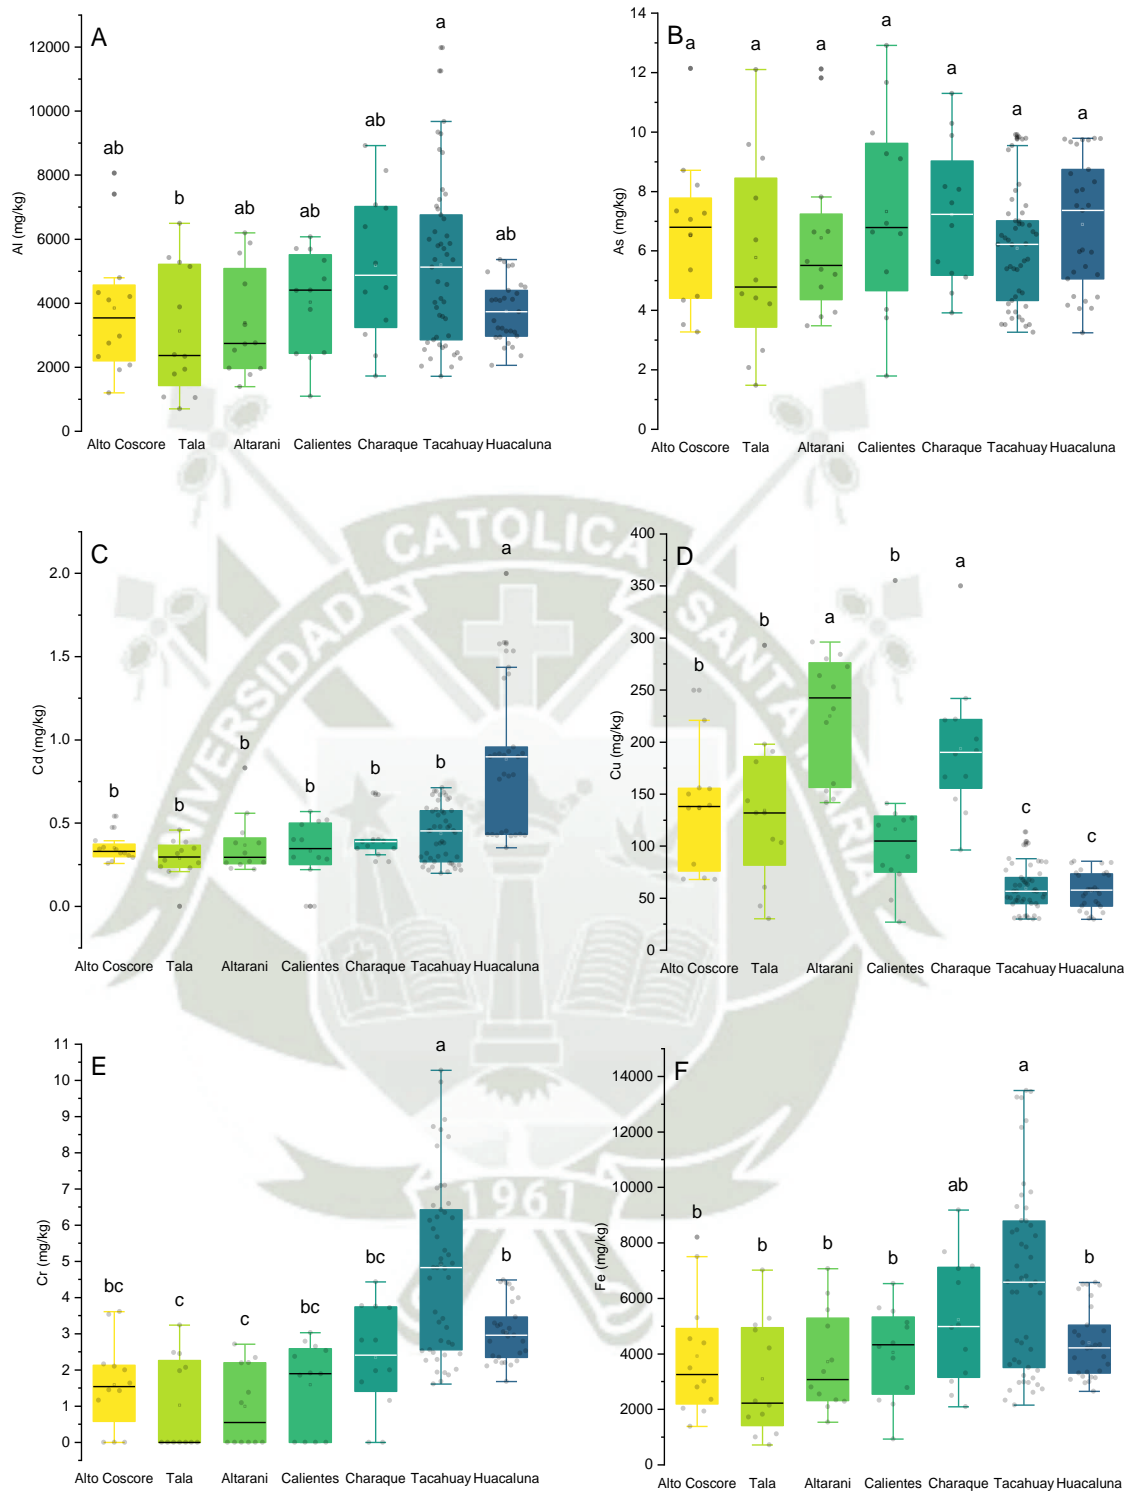 A
a
ab
ab
b
ab
ab
ab
12000
10000
8000
6000
4000
2000
0
Al (mg/kg)
Alto Coscore Tala Altarani Calientes Charaque Tacahuay Huacaluna
B
a a a a a a a
14
12
10
8
6
4
2
0
As (mg/kg)
Alto Coscore Tala Altarani Calientes Charaque Tacahuay Huacaluna
C
a
b b b b b b
2.0
1.5
1.0
0.5
0.0
Cd (mg/kg)
Alto Coscore Tala Altarani Calientes Charaque Tacahuay Huacaluna
D
b b a b a c c
400
350
300
250
200
150
100
50
0
Cu (mg/kg)
Alto Coscore Tala Altarani Calientes Charaque Tacahuay Huacaluna
E
bc c c bc bc a b
11
10
9
8
7
6
5
4
3
2
1
0
Cr (mg/kg)
Alto Coscore Tala Altarani Calientes Charaque Tacahuay Huacaluna
F
b b b b ab a b
14000
12000
10000
8000
6000
4000
2000
0
Fe (mg/kg)
Alto Coscore Tala Altarani Calientes Charaque Tacahuay Huacaluna
UNIVERSIDAD CATOLICA SANTA MARIA
1961